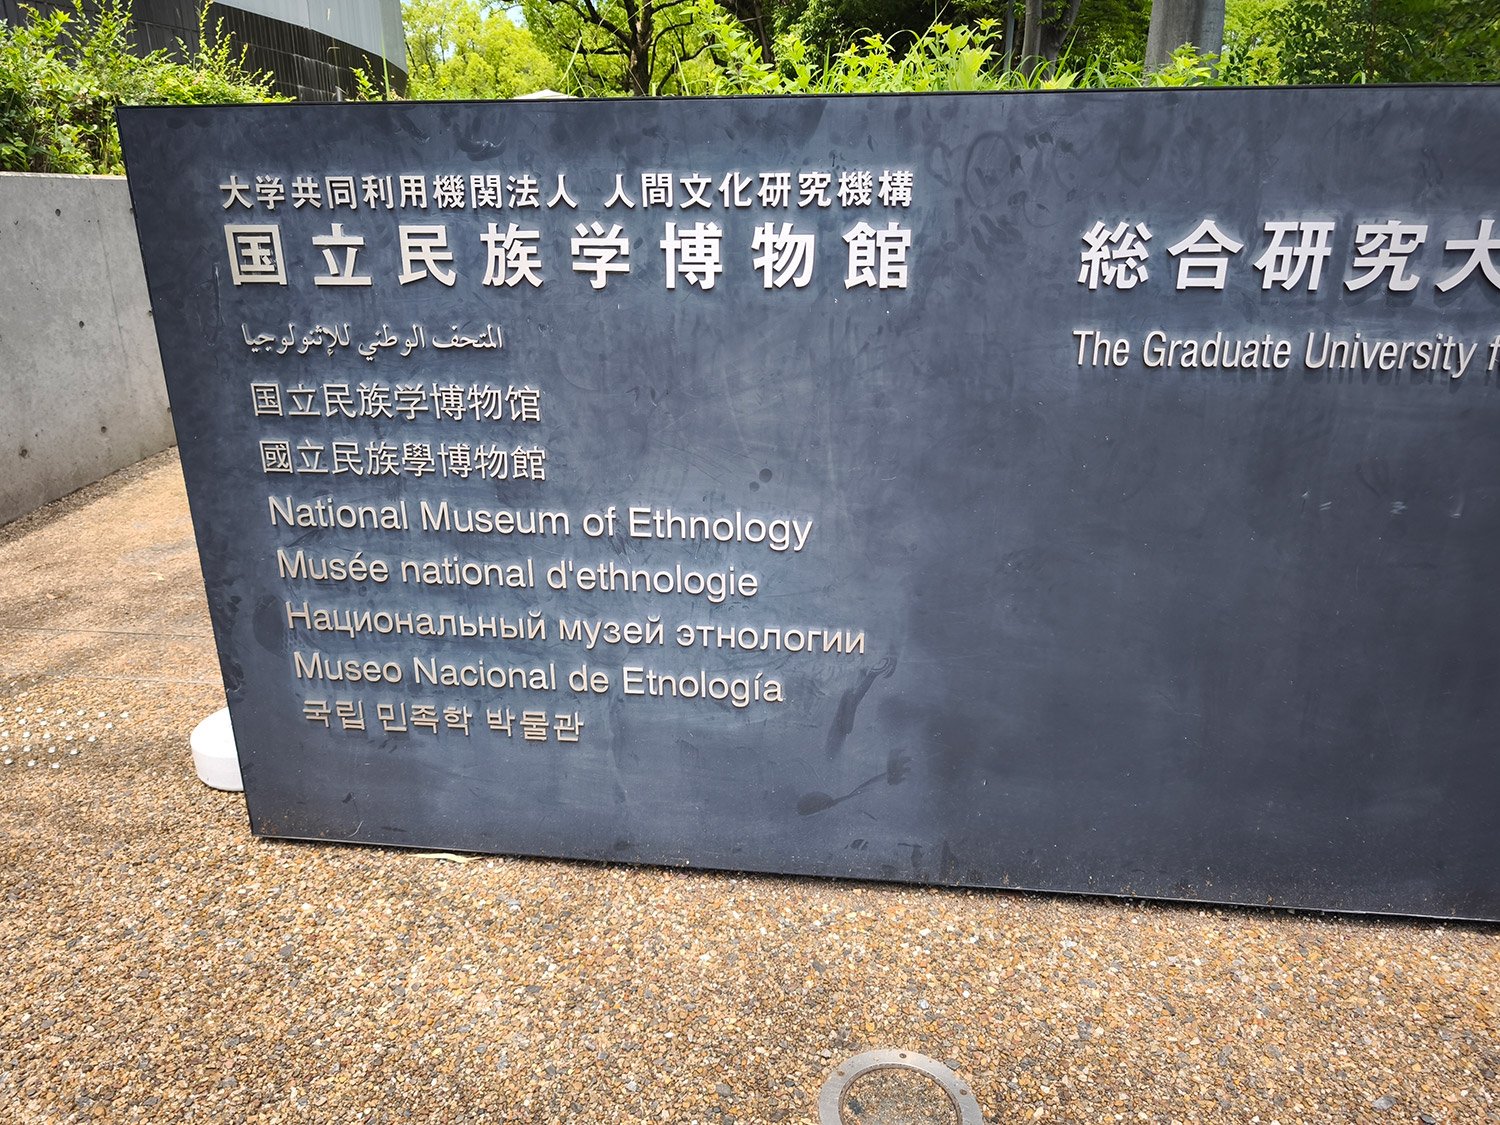 大学共同利用機関法人 人間文化研究機構
国立民族学博物館
المتحف الوطني للإثنولوجيا
国立民族学博物馆
國立民族學博物館
National Museum of Ethnology
Musée national d'ethnologie
Национальный музей этнологии
Museo Nacional de Etnología
국립 민족학 박물관
総合研究大
The Graduate University f